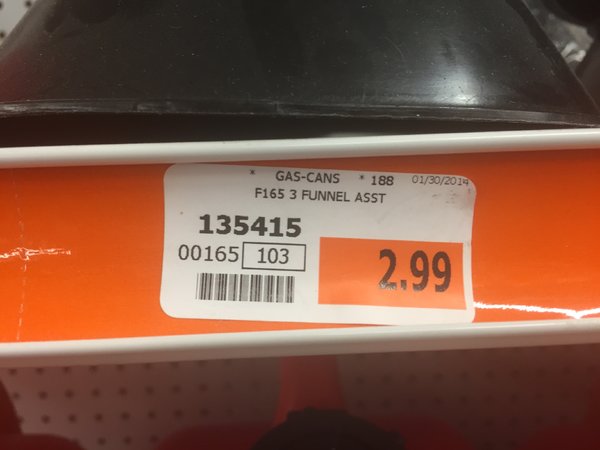 * GAS-CANS * 188 01/30/2014
F165 3 FUNNEL ASST
135415
00165 103
2.99